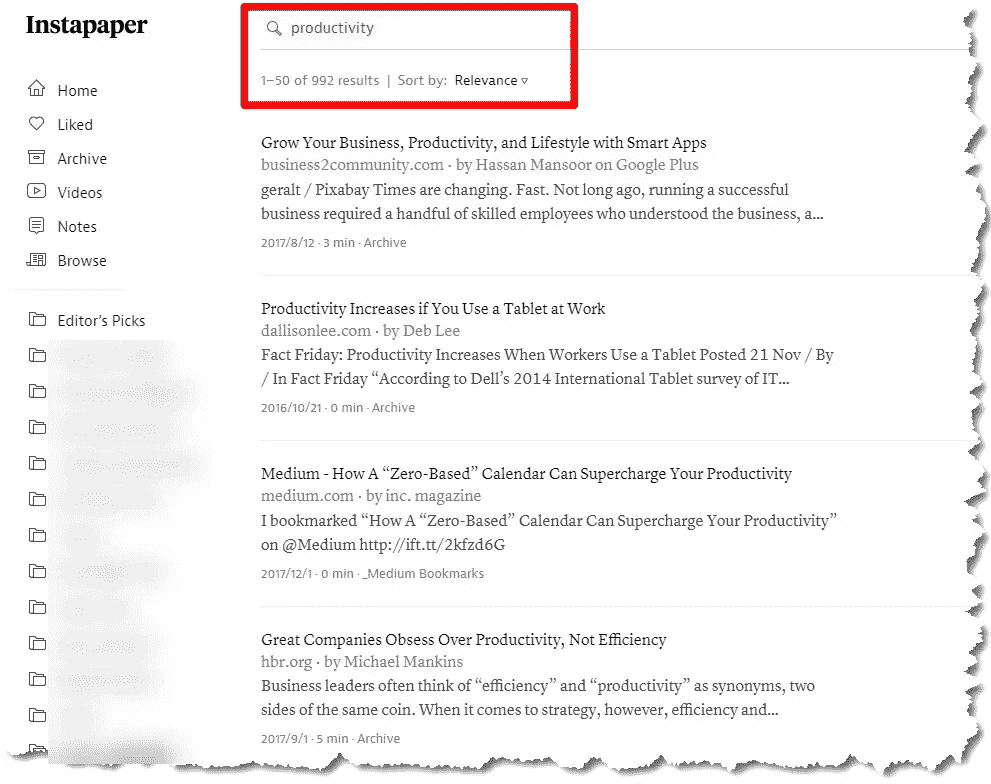 Instapaper
productivity
1–50 of 992 results | Sort by: Relevance ▿
Home
Liked
Archive
Videos
Notes
Browse
Editor's Picks
Grow Your Business, Productivity, and Lifestyle with Smart Apps
business2community.com · by Hassan Mansoor on Google Plus
geralt / Pixabay Times are changing. Fast. Not long ago, running a successful
business required a handful of skilled employees who understood the business, a...
2017/8/12 · 3 min · Archive
Productivity Increases if You Use a Tablet at Work
dallisonlee.com · by Deb Lee
Fact Friday: Productivity Increases When Workers Use a Tablet Posted 21 Nov / By
/ In Fact Friday “According to Dell’s 2014 International Tablet survey of IT...
2016/10/21 · 0 min · Archive
Medium - How A “Zero-Based” Calendar Can Supercharge Your Productivity
medium.com · by inc. magazine
I bookmarked “How A “Zero-Based” Calendar Can Supercharge Your Productivity”
on @Medium http://ift.tt/2kfzd6G
2017/12/1 · 0 min · _Medium Bookmarks
Great Companies Obsess Over Productivity, Not Efficiency
hbr.org · by Michael Mankins
Business leaders often think of “efficiency” and “productivity” as synonyms, two
sides of the same coin. When it comes to strategy, however, efficiency and...
2017/9/1 · 5 min · Archive